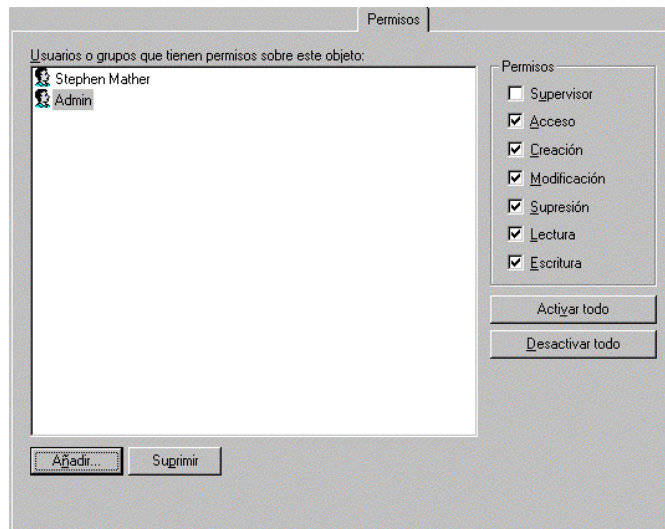 Permisos
Usuarios o grupos que tienen permisos sobre este objeto:
Stephen Mather
Admin
Permisos
Supervisor
Acceso
Creación
Modificación
Supresión
Lectura
Escritura
Activar todo
Desactivar todo
Añadir...
Suprimir